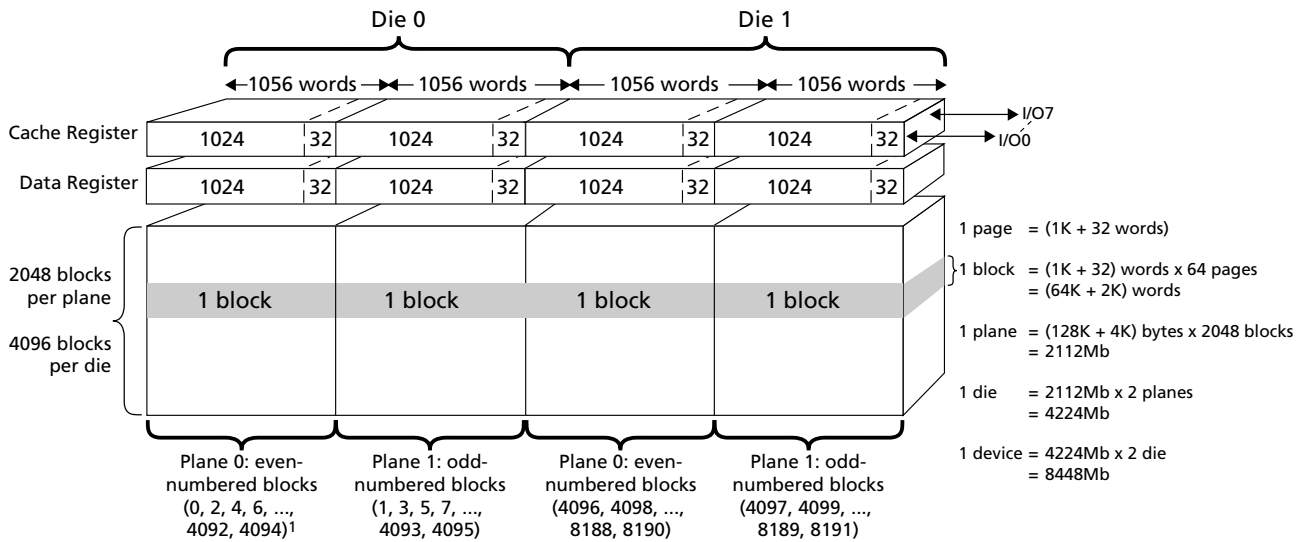 Die 0
Die 1
1056 words
1056 words
1056 words
1056 words
Cache Register
1024
32
1024
32
1024
32
1024
32
I/O7
I/O0
Data Register
1024
32
1024
32
1024
32
1024
32
2048 blocks
per plane
4096 blocks
per die
1 block
1 block
1 block
1 block
1 page = (1K + 32 words)
1 block = (1K + 32) words x 64 pages
= (64K + 2K) words
1 plane = (128K + 4K) bytes x 2048 blocks
= 2112Mb
1 die = 2112Mb x 2 planes
= 4224Mb
1 device = 4224Mb x 2 die
= 8448Mb
Plane 0: even-
numbered blocks
(0, 2, 4, 6, ...,
4092, 4094)1
Plane 1: odd-
numbered blocks
(1, 3, 5, 7, ...,
4093, 4095)
Plane 0: even-
numbered blocks
(4096, 4098, ...,
8188, 8190)
Plane 1: odd-
numbered blocks
(4097, 4099, ...,
8189, 8191)